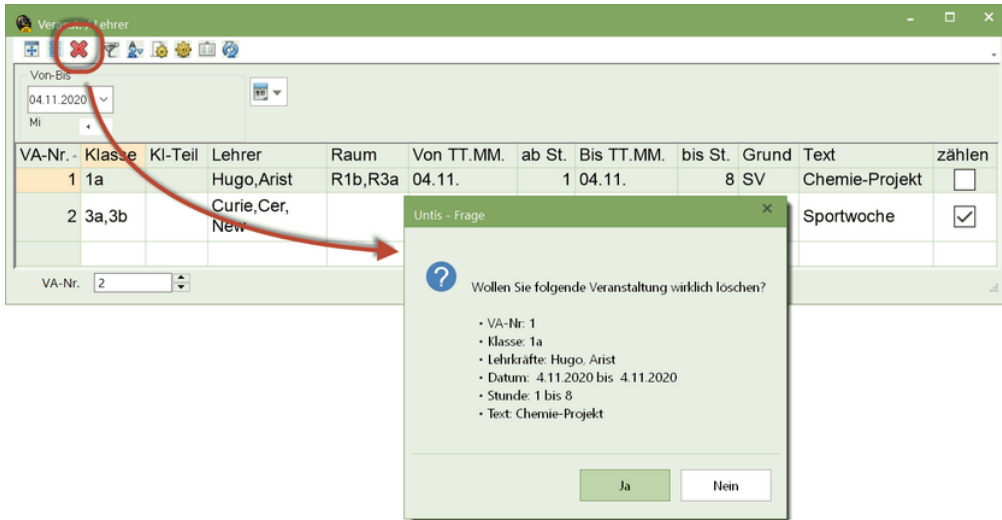 Veranst./ Lehrer
Von-Bis
04.11.2020
Mi
VA-Nr. Klasse Kl-Teil Lehrer Raum Von TT.MM. ab St. Bis TT.MM. bis St. Grund Text zählen
1 1a Hugo,Arist R1b,R3a 04.11. 1 04.11. 8 SV Chemie-Projekt
2 3a,3b Curie,Cer, New Sportwoche
VA-Nr. 2
Untis - Frage
Wollen Sie folgende Veranstaltung wirklich löschen?
• VA-Nr: 1
• Klasse: 1a
• Lehrkräfte: Hugo, Arist
• Datum: 4.11.2020 bis 4.11.2020
• Stunde: 1 bis 8
• Text: Chemie-Projekt
Ja Nein